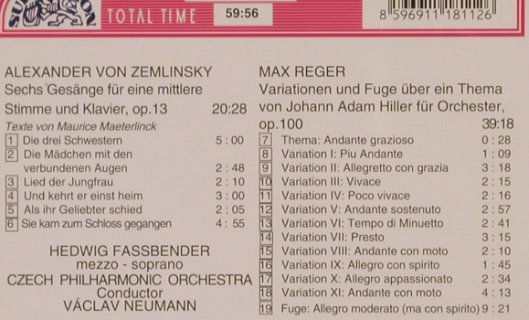 SUPRAPHON
TOTAL TIME
59:56
8 596911 181126
ALEXANDER VON ZEMLINSKY
Sechs Gesänge für eine mittlere
Stimme und Klavier, op.13 20:28
Texte von Maurice Maeterlinck
1 Die drei Schwestern 5 : 00
2 Die Mädchen mit den
verbundenen Augen 2 : 48
3 Lied der Jungfrau 2 : 10
4 Und kehrt er einst heim 3 : 00
5 Als ihr Geliebter schied 2 : 05
6 Sie kam zum Schloss gegangen 4 : 55
HEDWIG FASSBENDER
mezzo - soprano
CZECH PHILHARMONIC ORCHESTRA
Conductor
VÁCLAV NEUMANN
MAX REGER
Variationen und Fuge über ein Thema
von Johann Adam Hiller für Orchester,
op.100 39:18
7 Thema: Andante grazioso 0 : 28
8 Variation I: Piu Andante 1 : 09
9 Variation II: Allegretto con grazia 3 : 18
10 Variation III: Vivace 2 : 15
11 Variation IV: Poco vivace 2 : 16
12 Variation V: Andante sostenuto 2 : 57
13 Variation VI: Tempo di Minuetto 2 : 41
14 Variation VII: Presto 3 : 15
15 Variation VIII: Andante con moto 2 : 10
16 Variation IX: Allegro con spirito 1 : 45
17 Variation X: Allegro appassionato 2 : 34
18 Variation XI: Andante con moto 4 : 13
19 Fuge: Allegro moderato (ma con spirito) 9 : 21